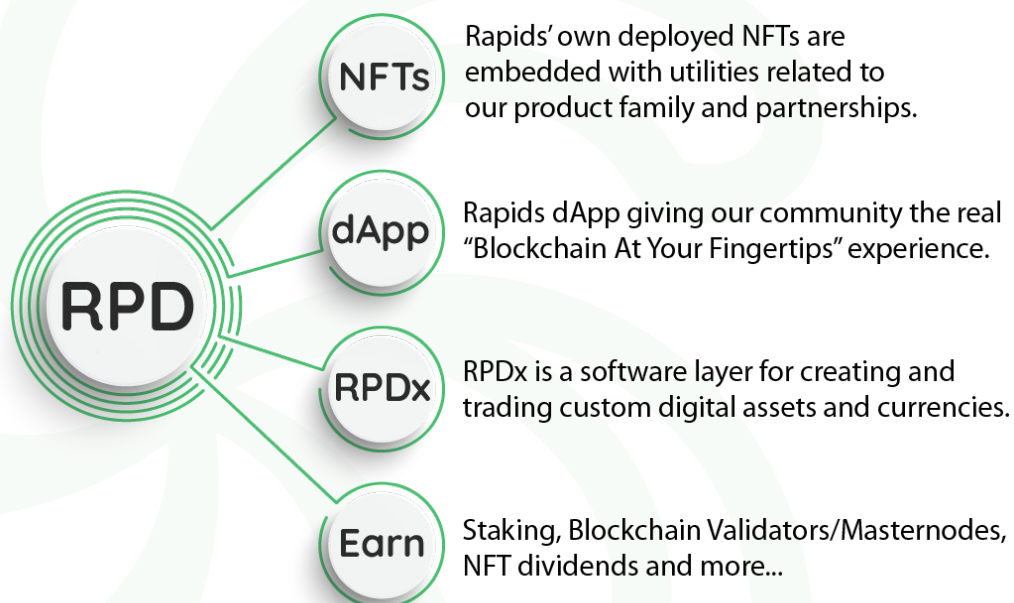 RPD
NFTs
Rapids’ own deployed NFTs are
embedded with utilities related to
our product family and partnerships.
dApp
Rapids dApp giving our community the real
“Blockchain At Your Fingertips” experience.
RPDx
RPDx is a software layer for creating and
trading custom digital assets and currencies.
Earn
Staking, Blockchain Validators/Masternodes,
NFT dividends and more...